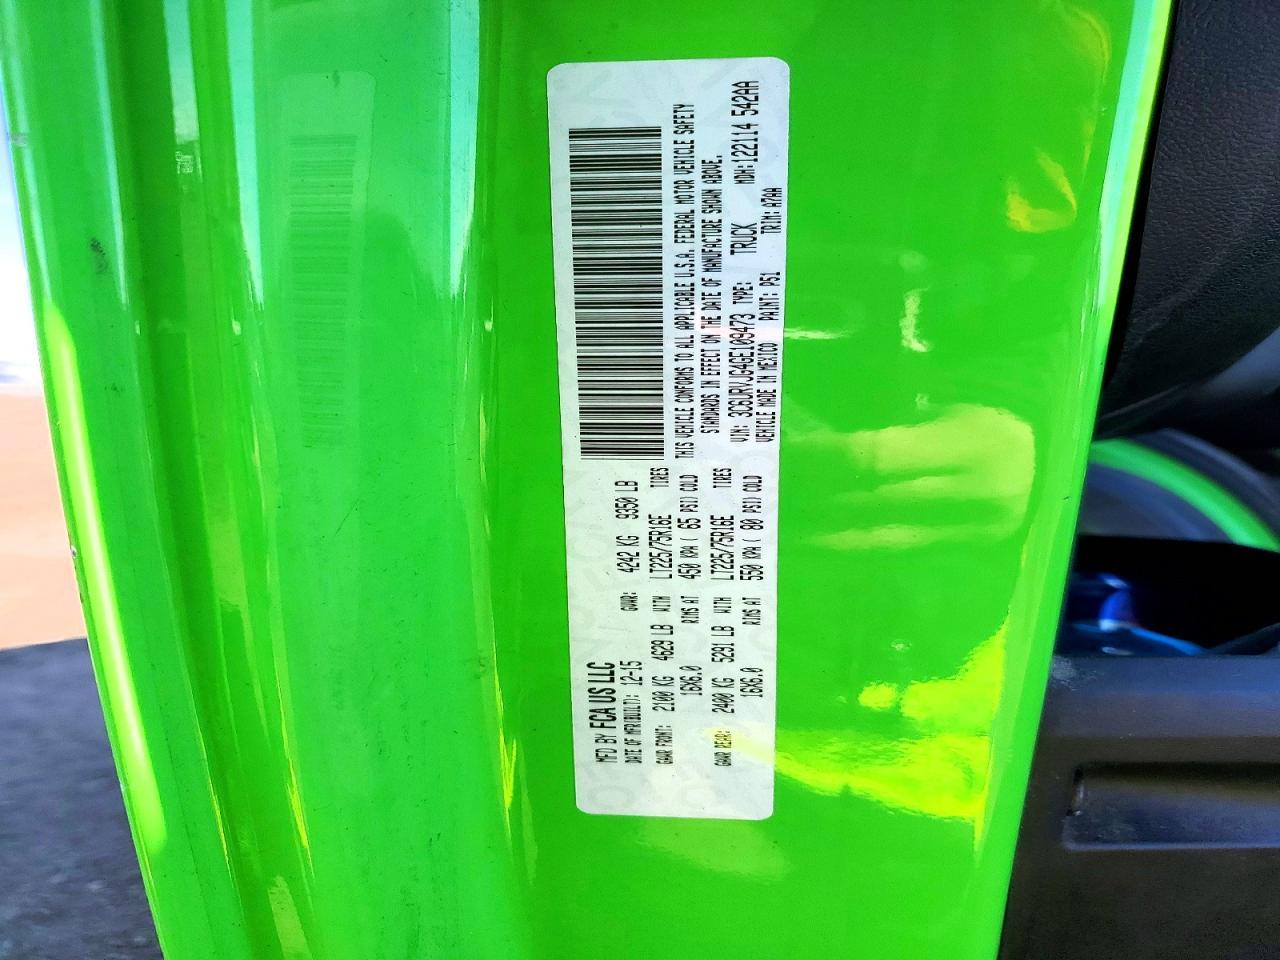 MFD BY FCA US LLC
DATE OF MFR(BUILT): 12-15 GVWR: 4242 KG 9350 LB
GAWR FRONT: 2100 KG 4629 LB WITH LT225/75R16E TIRES
16X6.0 RIMS AT 450 KPA ( 65 PSI) COLD
GAWR REAR: 2400 KG 5291 LB WITH LT225/75R16E TIRES
16X6.0 RIMS AT 550 KPA ( 80 PSI) COLD
THIS VEHICLE CONFORMS TO ALL APPLICABLE U.S.A. FEDERAL MOTOR VEHICLE SAFETY
STANDARDS IN EFFECT ON THE DATE OF MANUFACTURE SHOWN ABOVE.
VIN: 3C6URVJG4GE109473 TYPE: TRUCK MDH:122114 542AA
VEHICLE MADE IN MEXICO PAINT: P51 TRIM: A7AA